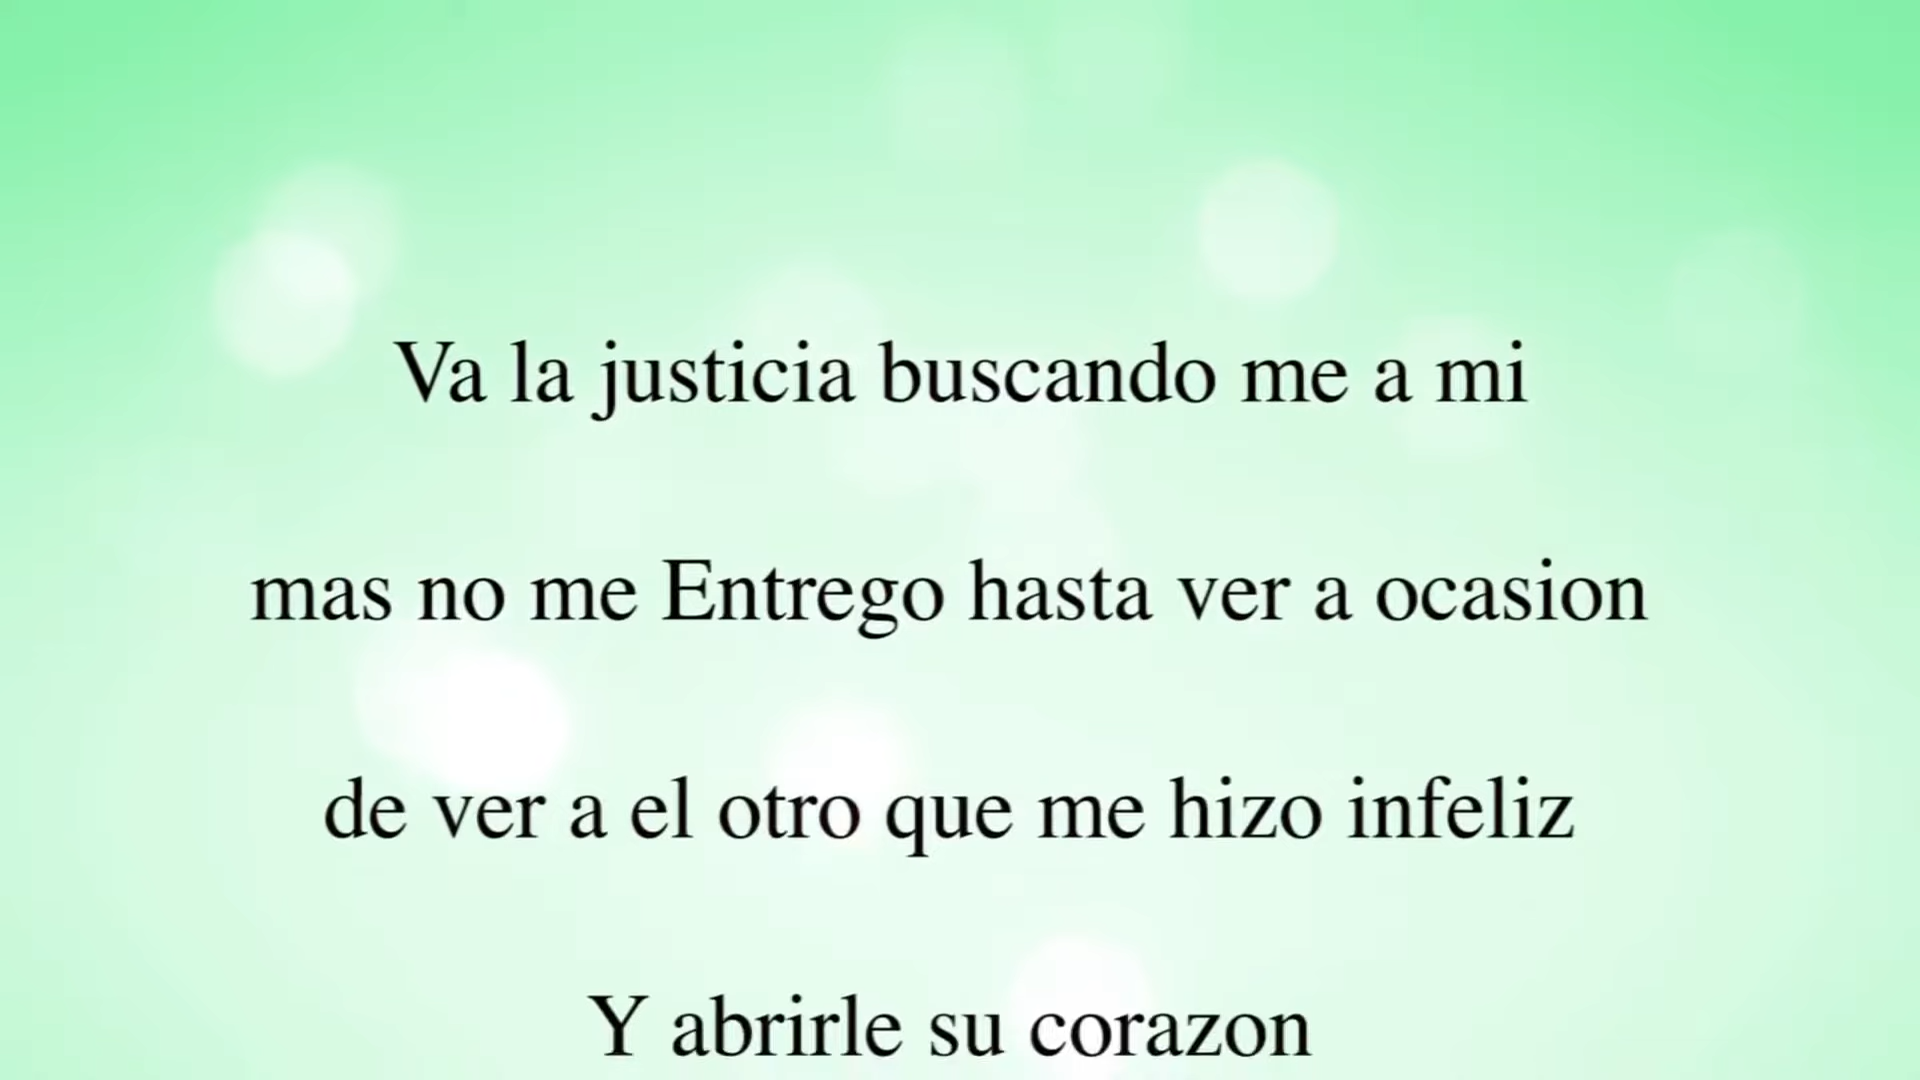 Va la justicia buscando me a mi
mas no me Entrego hasta ver a ocasion
de ver a el otro que me hizo infeliz
Y abrirle su corazon